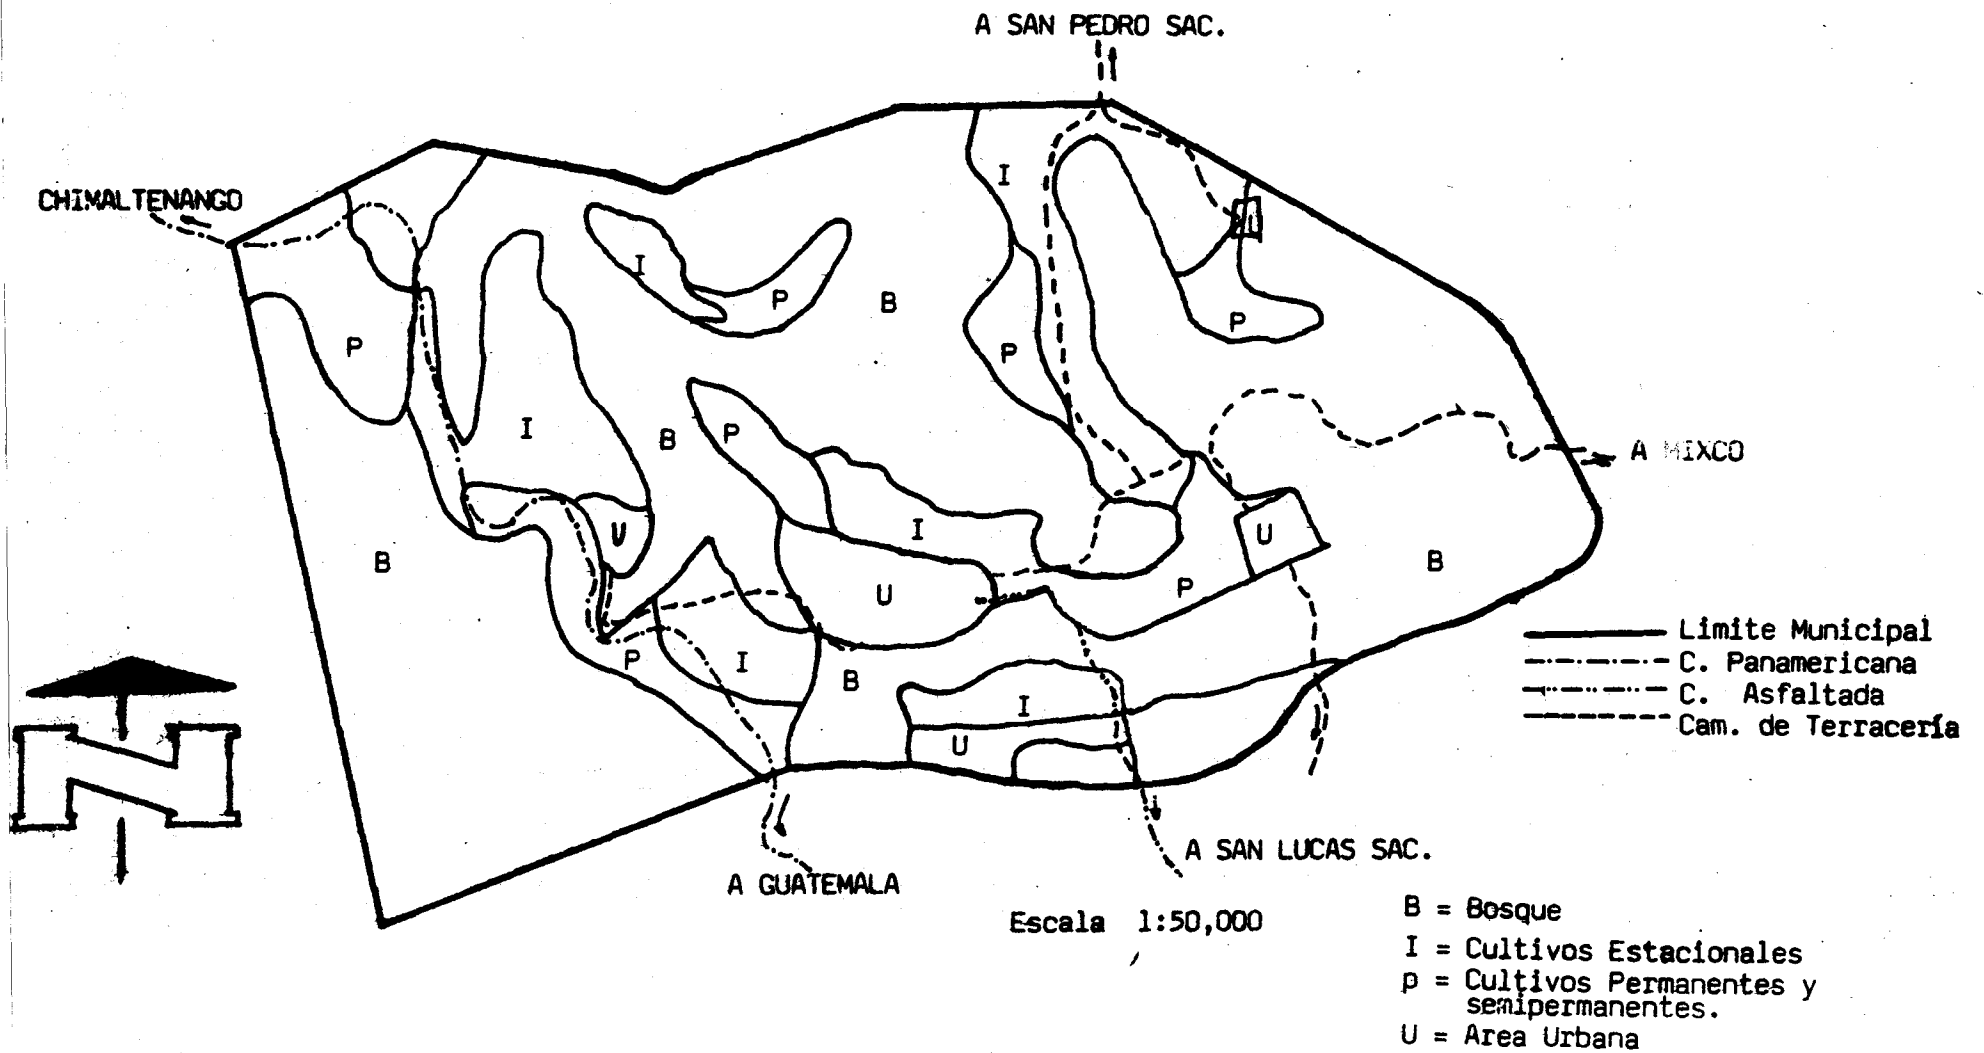 A SAN PEDRO SAC.
CHIMALTENANGO
I
I
P
B
P
P
P
I
B
P
A MIXCO
I
U
U
B
B
U
P
P
I
B
I
U
Limite Municipal
C. Panamericana
C. Asfaltada
Cam. de Terracería
N
A SAN LUCAS SAC.
A GUATEMALA
Escala 1:50,000
B = Bosque
I = Cultivos Estacionales
p = Cultivos Permanentes y
semipermanentes.
U = Area Urbana